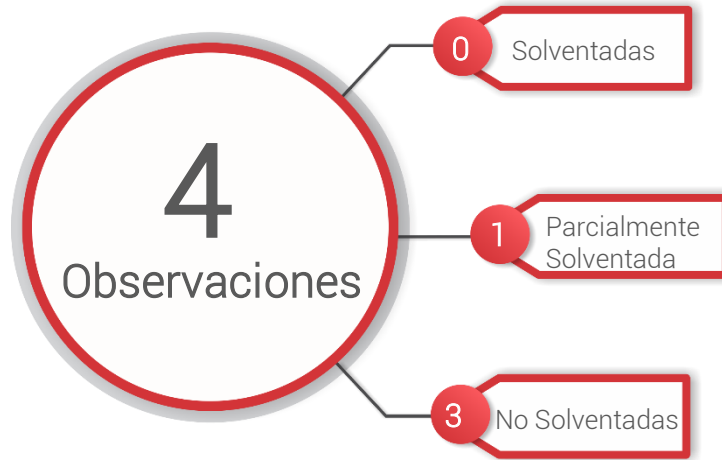 0
Solventadas
4
Observaciones
1
Parcialmente
Solventada
3
No Solventadas